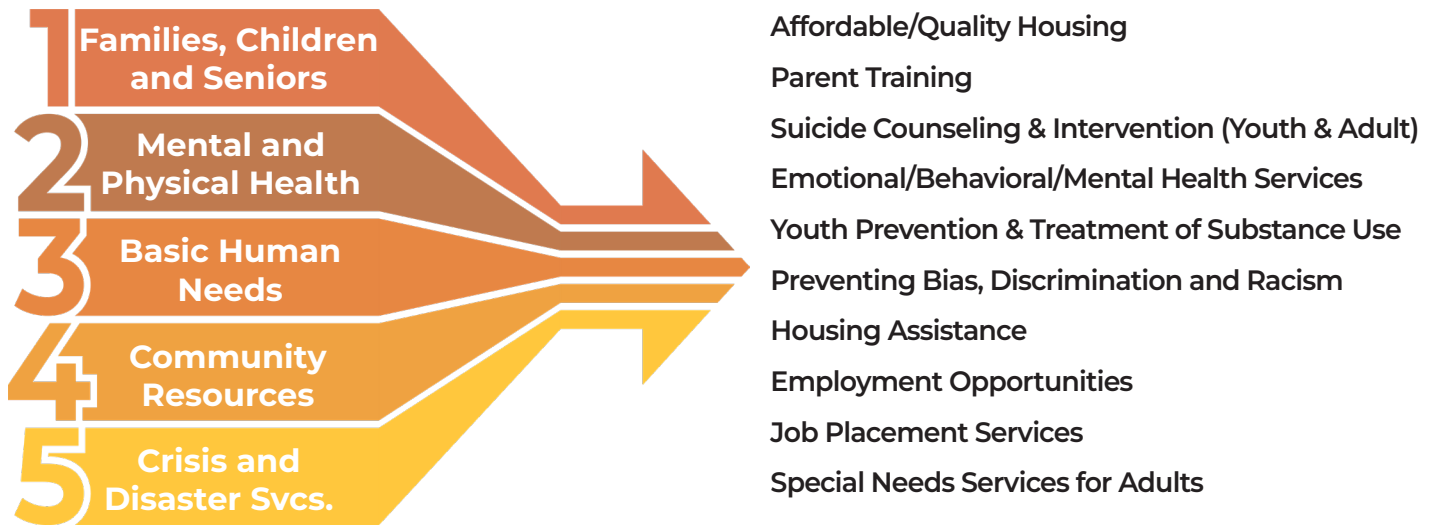 1
Families, Children
and Seniors
2
Mental and
Physical Health
3
Basic Human
Needs
4
Community
Resources
5
Crisis and
Disaster Svcs.
Affordable/Quality Housing
Parent Training
Suicide Counseling & Intervention (Youth & Adult)
Emotional/Behavioral/Mental Health Services
Youth Prevention & Treatment of Substance Use
Preventing Bias, Discrimination and Racism
Housing Assistance
Employment Opportunities
Job Placement Services
Special Needs Services for Adults